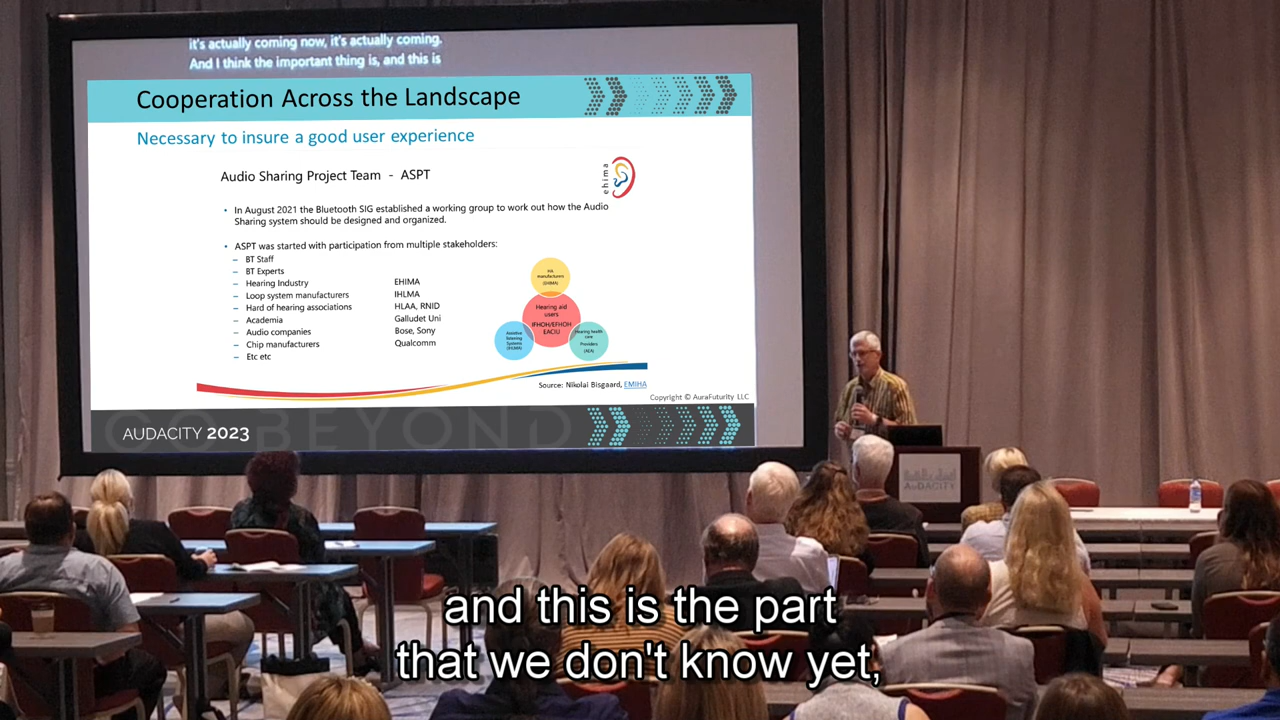 it's actually coming now, it's actually coming.
And I think the important thing is, and this is
Cooperation Across the Landscape
Necessary to insure a good user experience
Audio Sharing Project Team - ASPT
ehima
• In August 2021 the Bluetooth SIG established a working group to work out how the Audio
Sharing system should be designed and organized.
• ASPT was started with participation from multiple stakeholders:
– BT Staff
– BT Experts
– Hearing Industry EHIMA
– Loop system manufacturers IHLMA
– Hard of hearing associations HLAA, RNID
– Academia Galludet Uni
– Audio companies Bose, Sony
– Chip manufacturers Qualcomm
– Etc etc
HA
manufacturers
(EHIMA)
Hearing aid
users
IFHOH/EFHOH
EACIU
Assistive
listening
Systems
(IHLMA)
Hearing health
care
Providers
(AEA)
Source: Nikolai Bisgaard, EMIHA
Copyright © AuraFuturity LLC
GO BEYOND
AUDACITY 2023
AuDACITY
and this is the part
that we don't know yet,